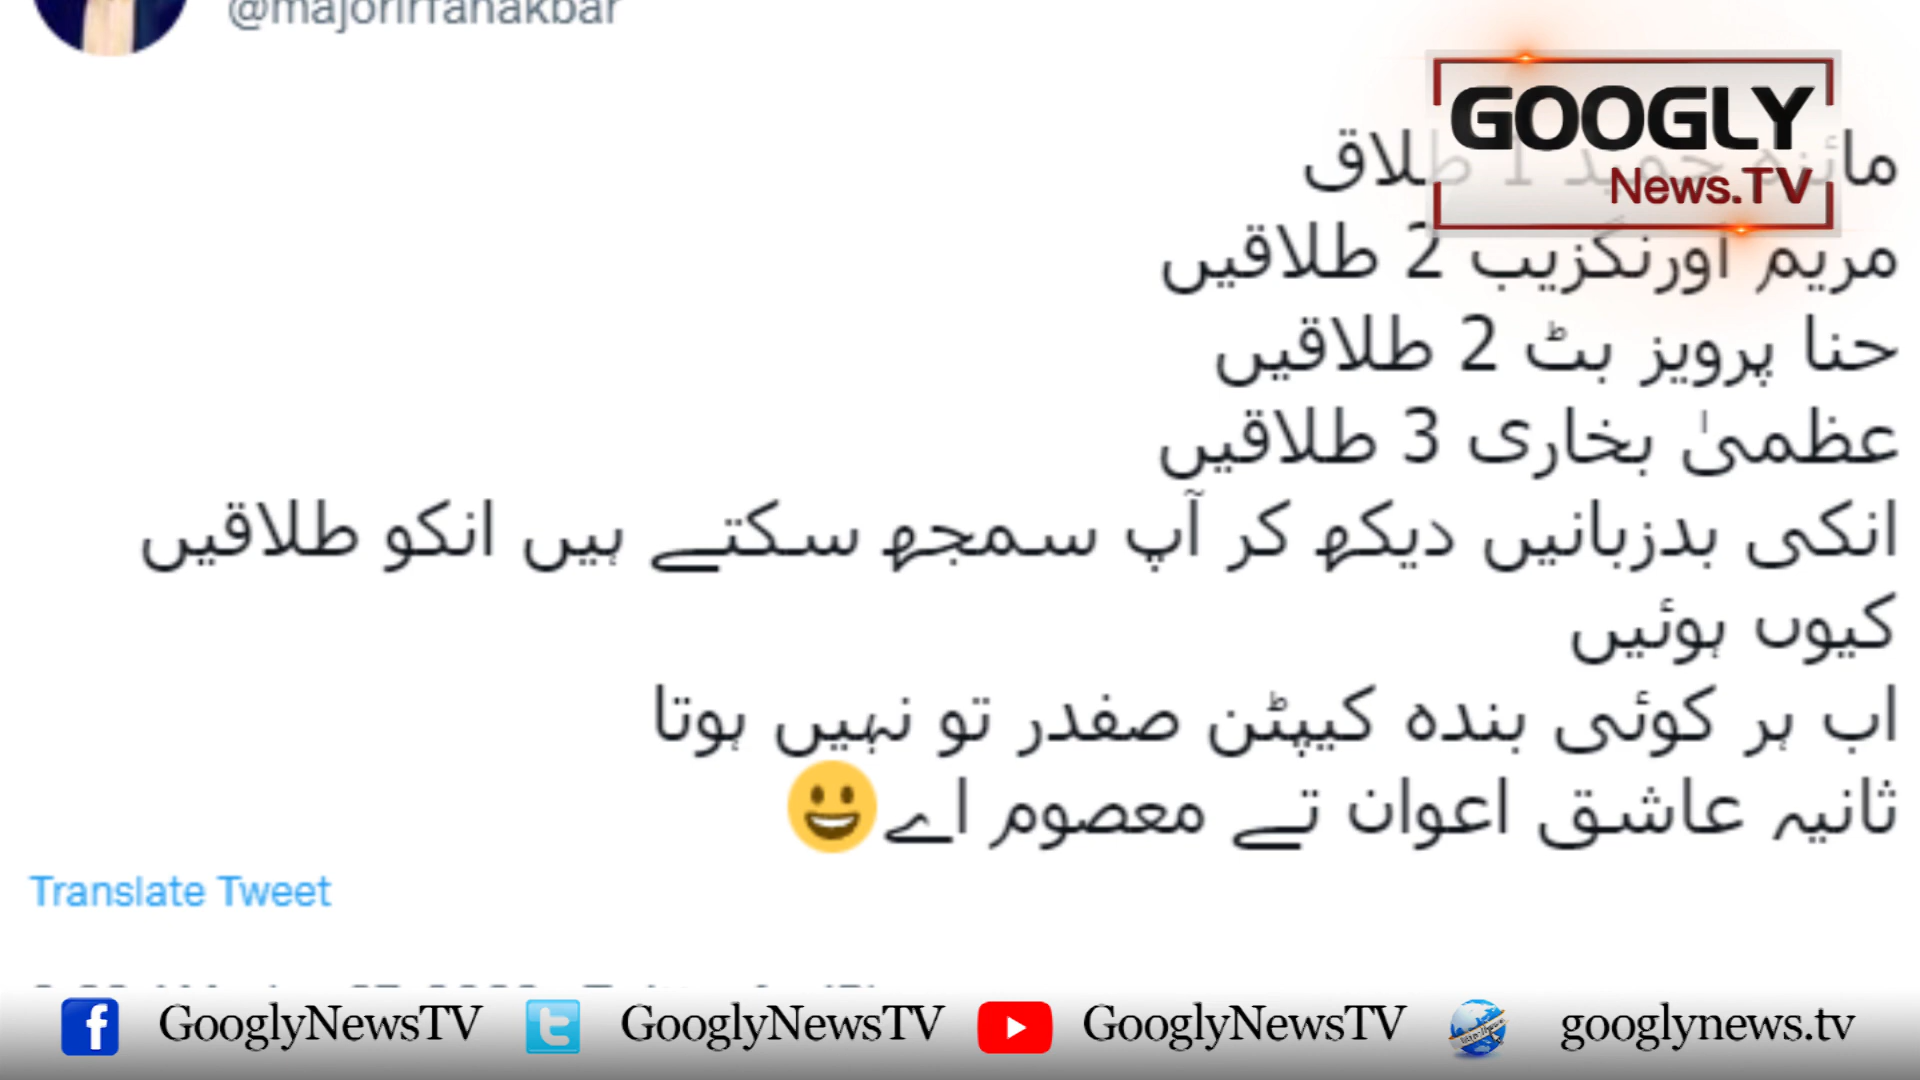 @majorirfanakbar
GOOGLY
News.TV
مائزہ حمید 1 طلاق
مریم اورنگزیب 2 طلاقیں
حنا پرویز بٹ 2 طلاقیں
عظمیٰ بخاری 3 طلاقیں
انکی بدزبانیں دیکھ کر آپ سمجھ سکتے ہیں انکو طلاقیں
کیوں ہوئیں
اب ہر کوئی بندہ کیپٹن صفدر تو نہیں ہوتا
ثانیہ عاشق اعوان تے معصوم اے😀
Translate Tweet
GooglyNewsTV
GooglyNewsTV
GooglyNewsTV
googlynews.tv